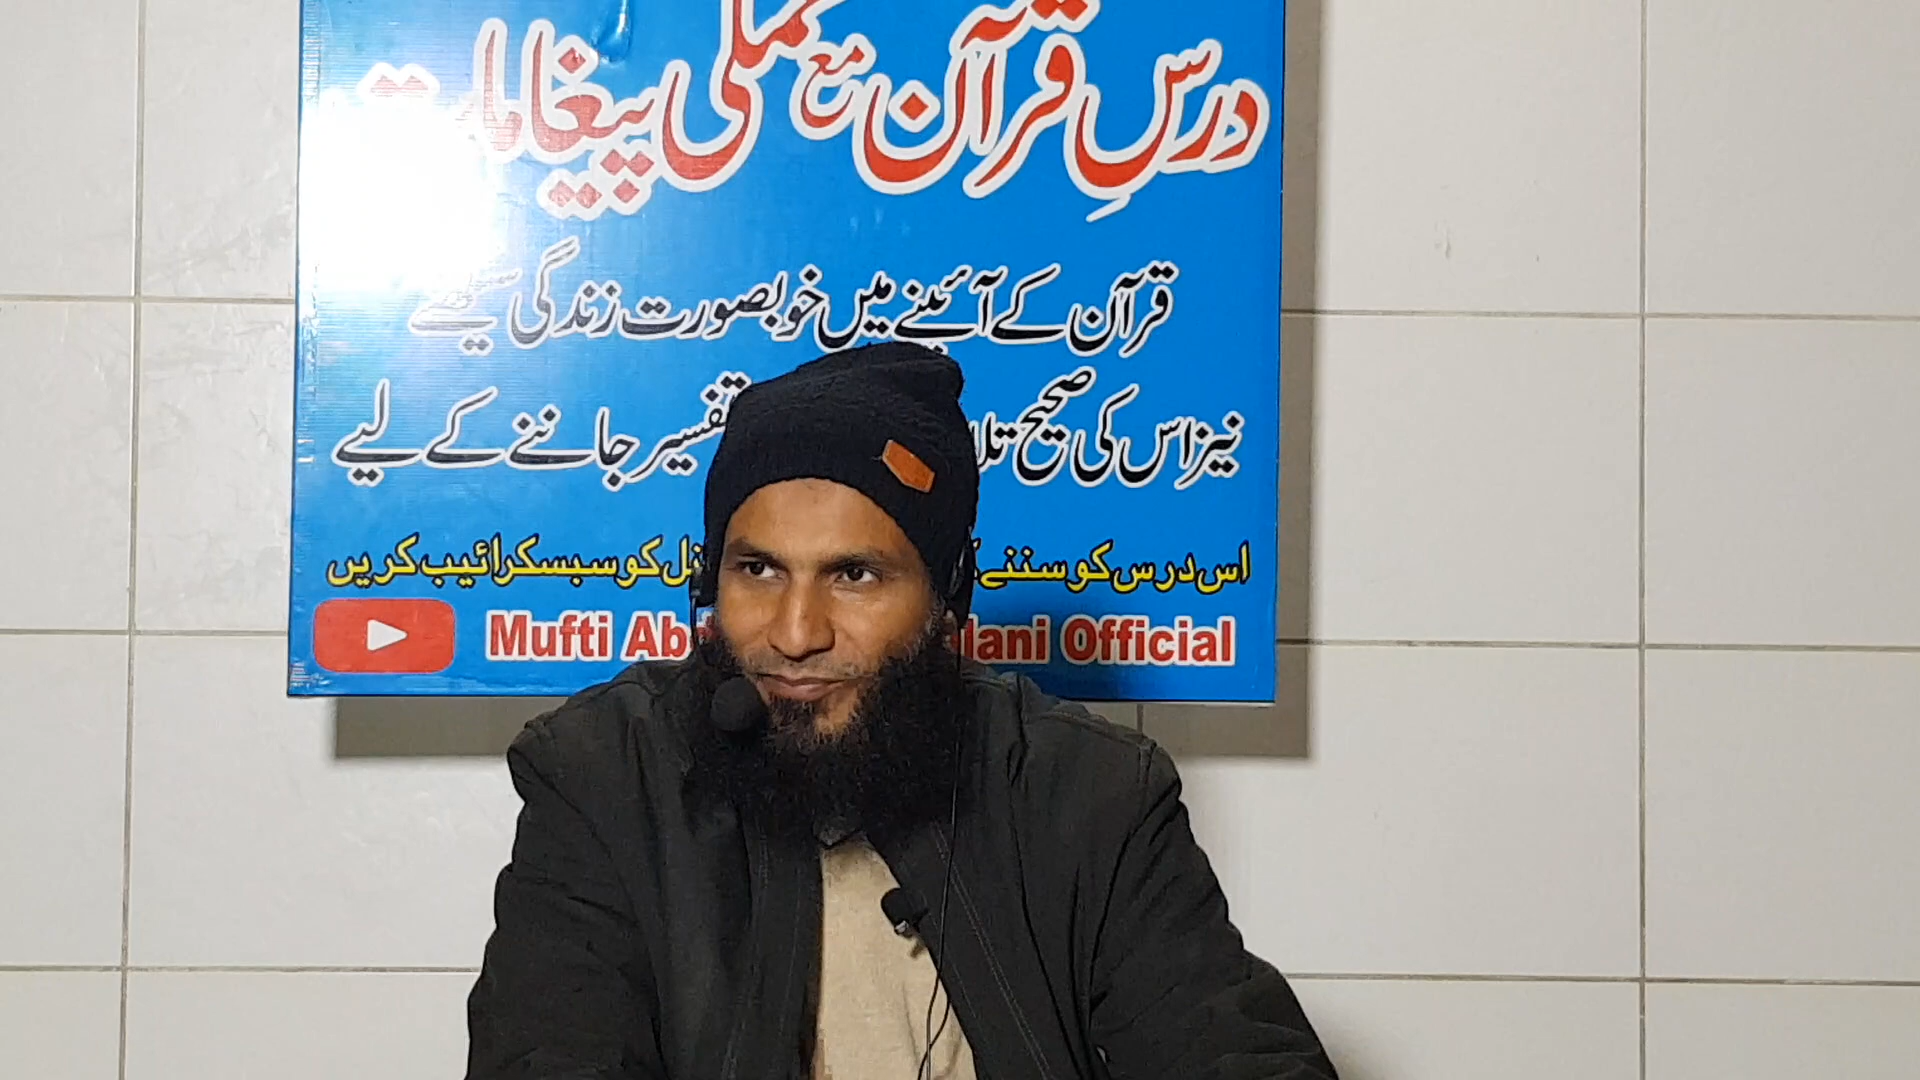 درسِ قرآن مع عملی پیغامات
قرآن کے آئینے میں خوبصورت زندگی
نیز اس کی صحیح تفسیر جاننے کے لیے
اس درس کو سننے کو سبسکرائیب کریں
Mufti Official